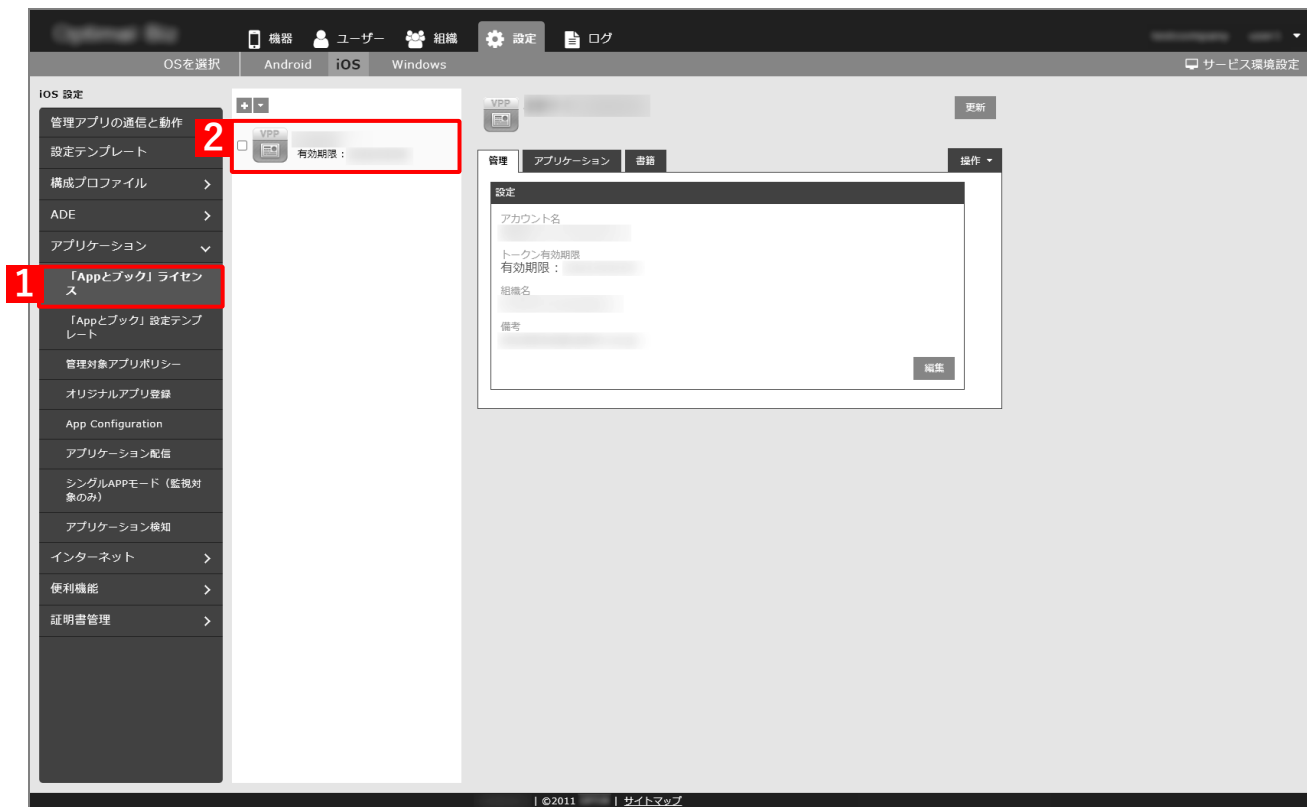 機器
ユーザー
組織
設定
ログ
OSを選択
Android
iOS
Windows
サービス環境設定
iOS 設定
管理アプリの通信と動作
設定テンプレート
構成プロファイル
ADE
アプリケーション
1
「Appとブック」ライセン
ス
「Appとブック」設定テンプ
レート
管理対象アプリポリシー
オリジナルアプリ登録
App Configuration
アプリケーション配信
シングルAPPモード（監視対
象のみ）
アプリケーション検知
インターネット
便利機能
証明書管理
2
VPP
有効期限：
VPP
更新
管理
アプリケーション
書籍
操作
設定
アカウント名
トークン有効期限
有効期限：
組織名
備考
編集
| ©2011 | サイトマップ